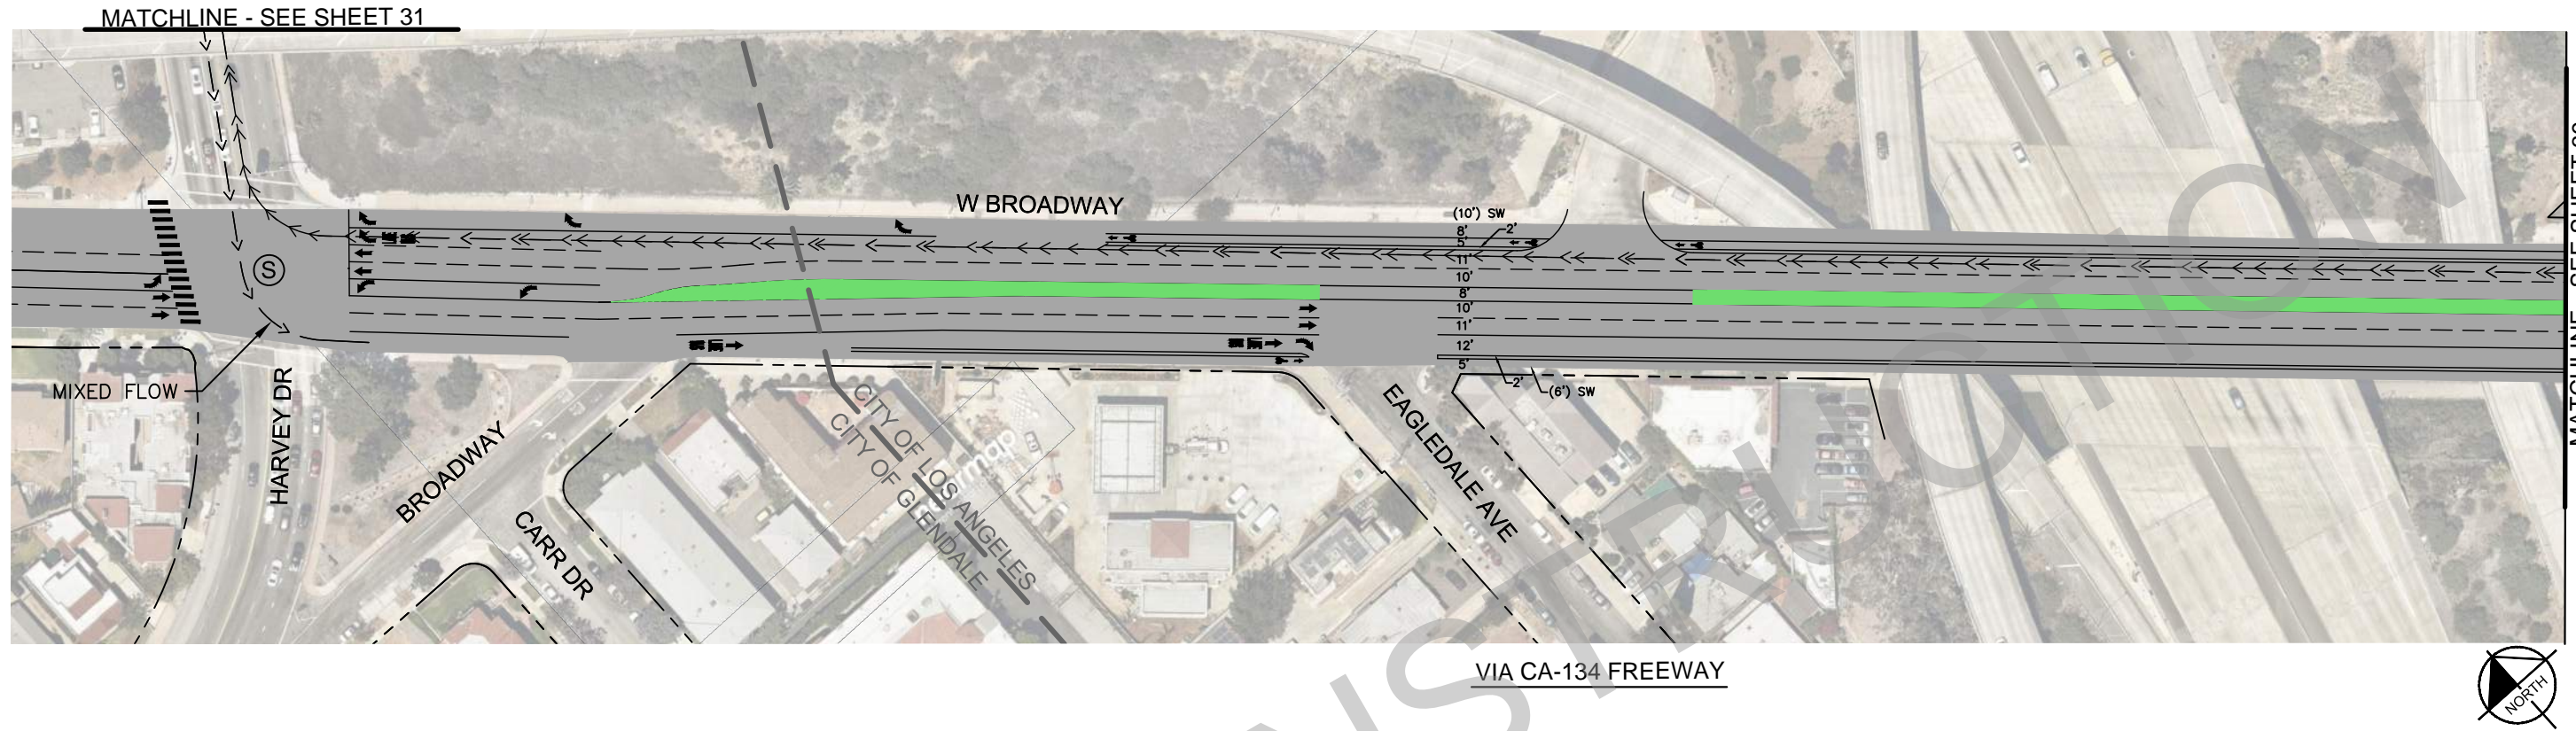 MATCHLINE - SEE SHEET 31
W BROADWAY
(10') SW
8'
5'
2'
11'
10'
8'
10'
11'
12'
5'
2'
(6') SW
S
MIXED FLOW
HARVEY DR
BROADWAY
CARR DR
CITY OF LOS ANGELES
CITY OF GLENDALE
EAGLEDALE AVE
VIA CA-134 FREEWAY
NORTH